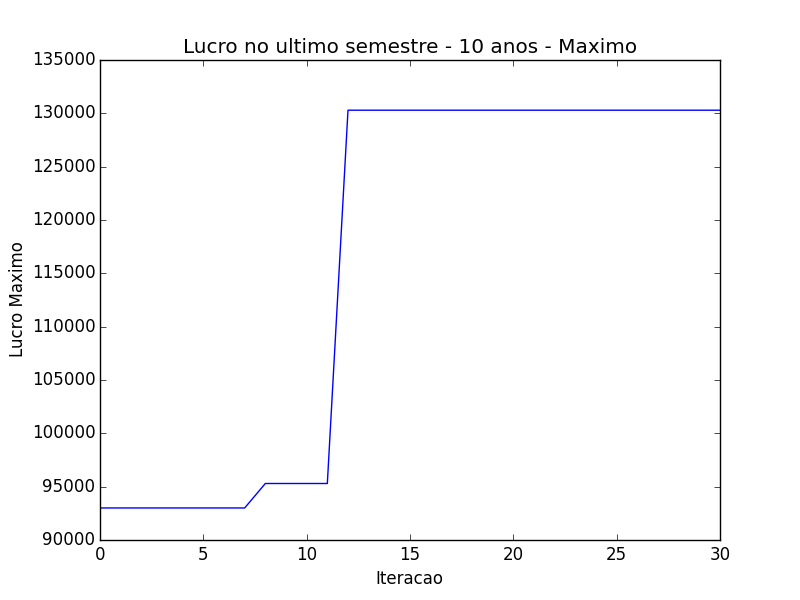 Lucro no ultimo semestre - 10 anos - Maximo
135000
130000
125000
120000
115000
110000
105000
100000
95000
90000
Lucro Maximo
0 5 10 15 20 25 30
Iteracao